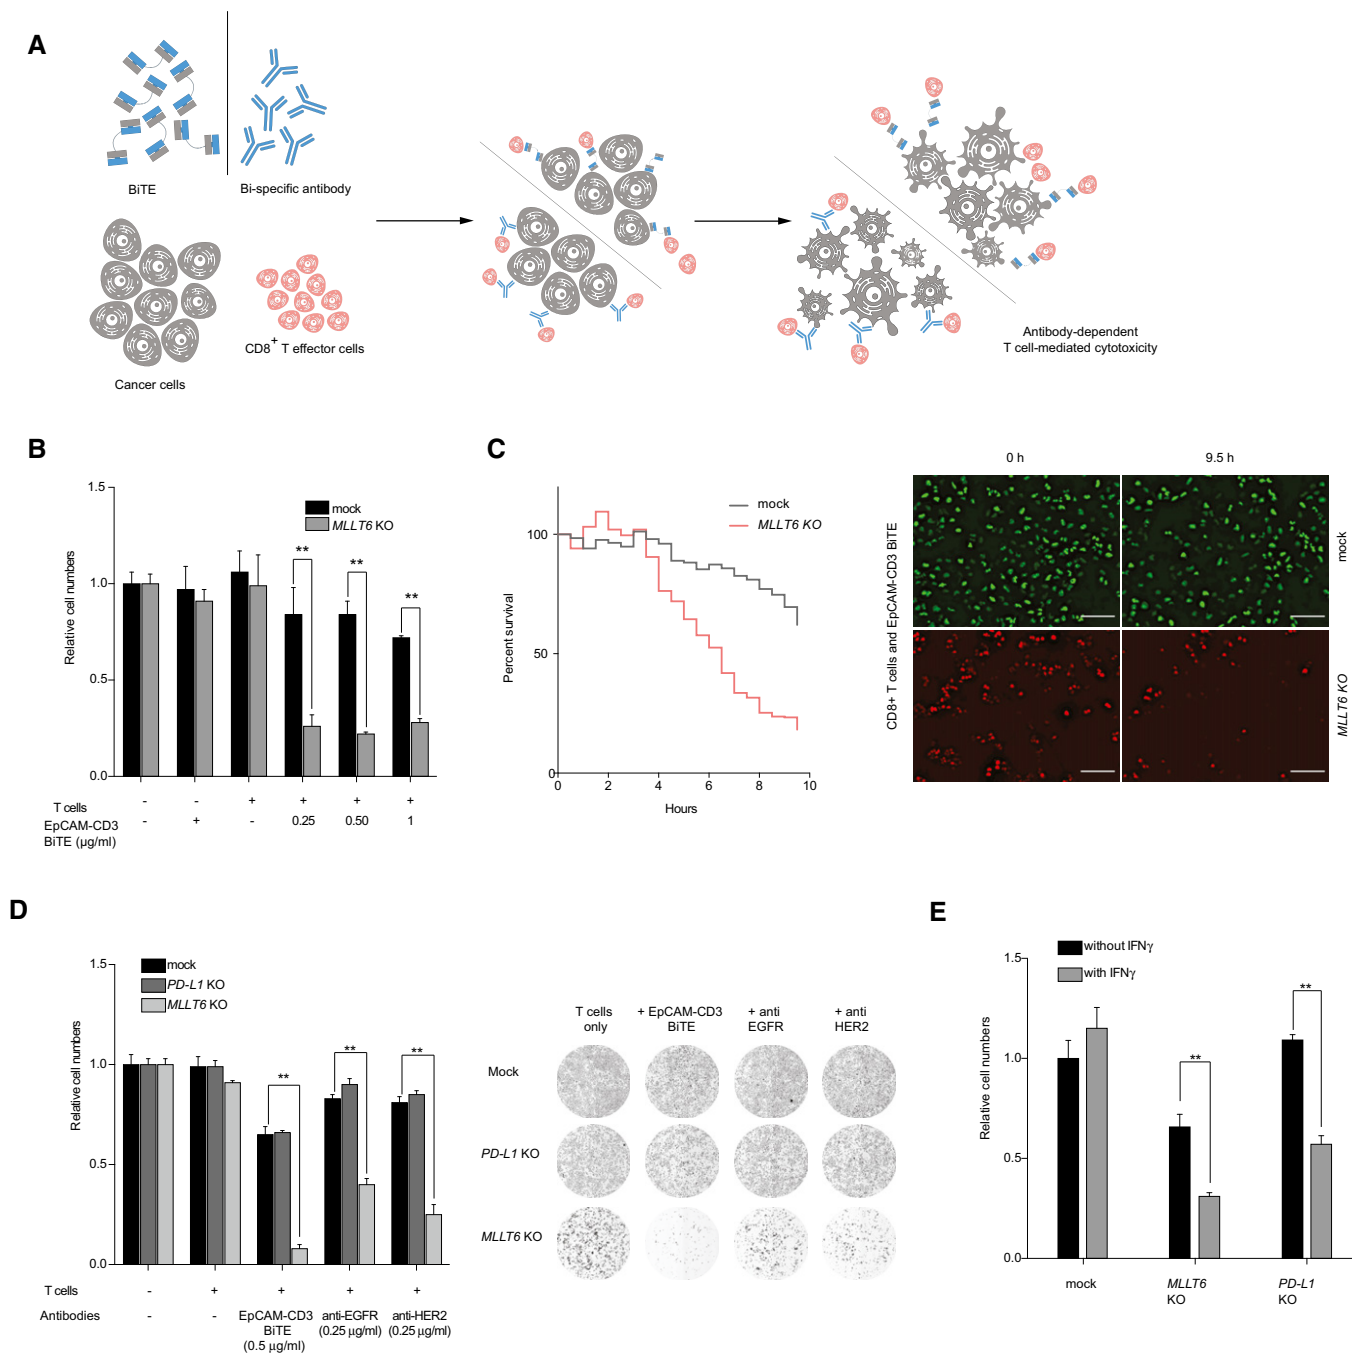 A
BiTE
Bi-specific antibody
Cancer cells
CD8+ T effector cells
Antibody-dependent
T cell-mediated cytotoxicity
B
1.5
1.0
0.5
0.0
Relative cell numbers
mock
MLLT6 KO
**
**
**
T cells
- - + + + +
EpCAM-CD3
BiTE (μg/ml)
- + - 0.25 0.50 1
C
Percent survival
100
50
0
0 2 4 6 8 10
Hours
mock
MLLT6 KO
0 h
9.5 h
CD8+ T cells and EpCAM-CD3 BiTE
mock
MLLT6 KO
D
1.5
1.0
0.5
0.0
Relative cell numbers
mock
PD-L1 KO
MLLT6 KO
**
**
**
T cells
- + + + +
Antibodies
- -
EpCAM-CD3
BiTE
(0.5 μg/ml)
anti-EGFR
(0.25 μg/ml)
anti-HER2
(0.25 μg/ml)
T cells
only
+ EpCAM-CD3
BiTE
+ anti
EGFR
+ anti
HER2
Mock
PD-L1 KO
MLLT6 KO
E
without IFNγ
with IFNγ
1.5
1.0
0.5
0.0
Relative cell numbers
**
**
mock
MLLT6
KO
PD-L1
KO